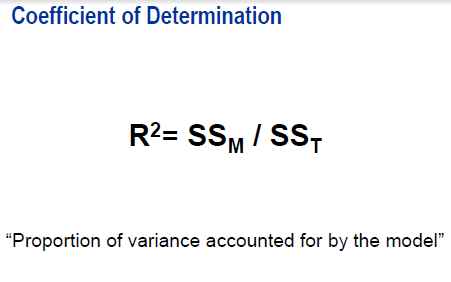 Coefficient of Determination
R²= SSM / SST
“Proportion of variance accounted for by the model”